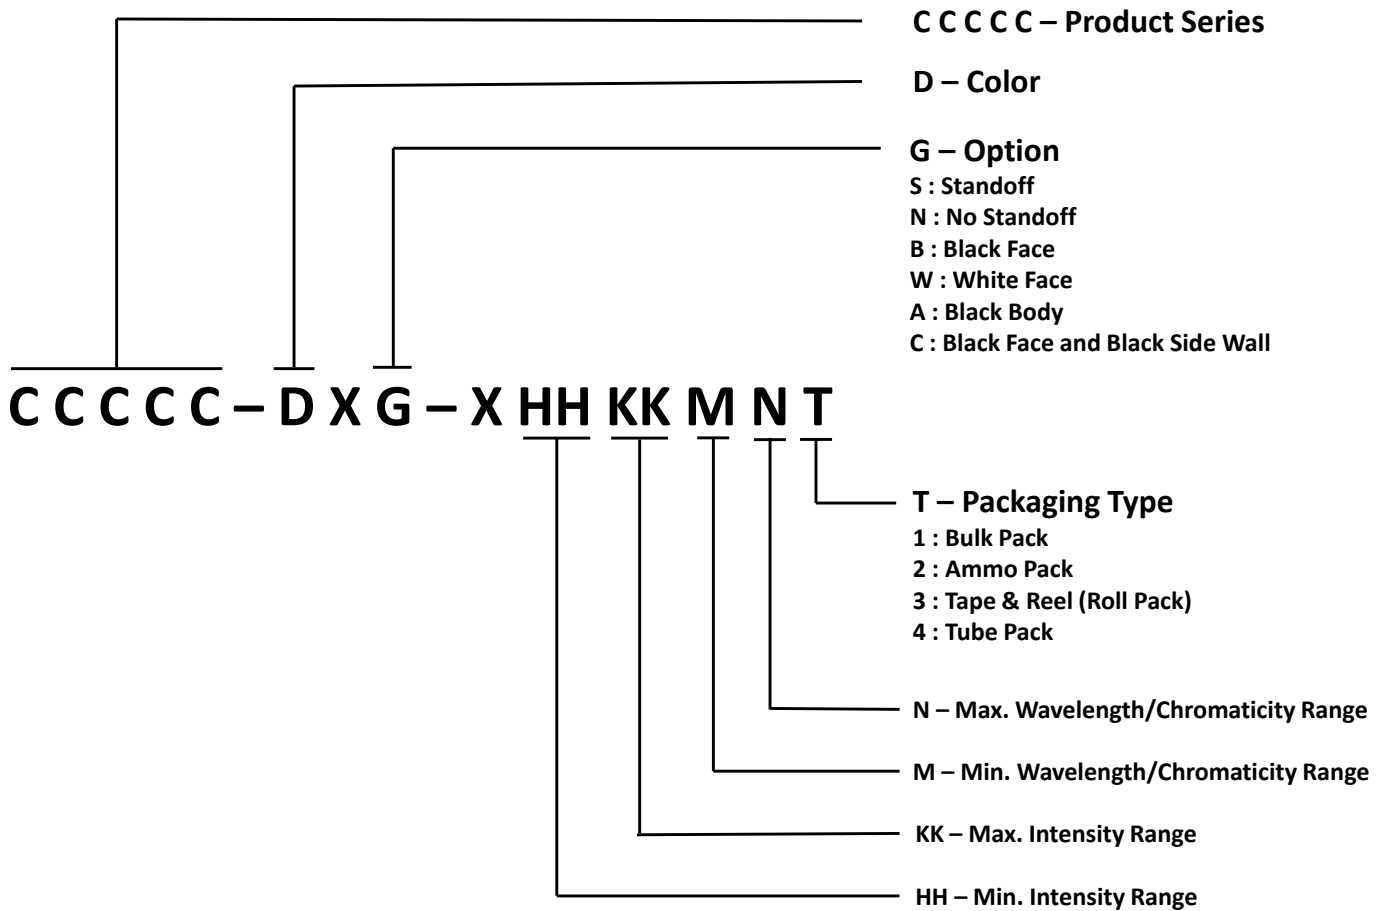 C C C C C – Product Series
D – Color
G – Option
S : Standoff
N : No Standoff
B : Black Face
W : White Face
A : Black Body
C : Black Face and Black Side Wall
C C C C C – D X G – X HH KK M N T
T – Packaging Type
1 : Bulk Pack
2 : Ammo Pack
3 : Tape & Reel (Roll Pack)
4 : Tube Pack
N – Max. Wavelength/Chromaticity Range
M – Min. Wavelength/Chromaticity Range
KK – Max. Intensity Range
HH – Min. Intensity Range